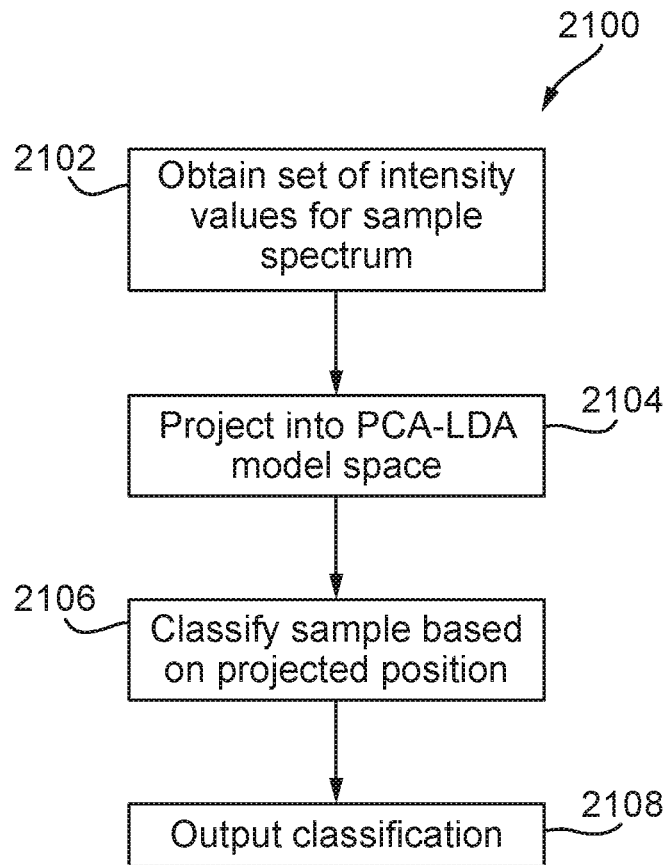 2100
2102
Obtain set of intensity
values for sample
spectrum
2104
Project into PCA-LDA
model space
2106
Classify sample based
on projected position
2108
Output classification